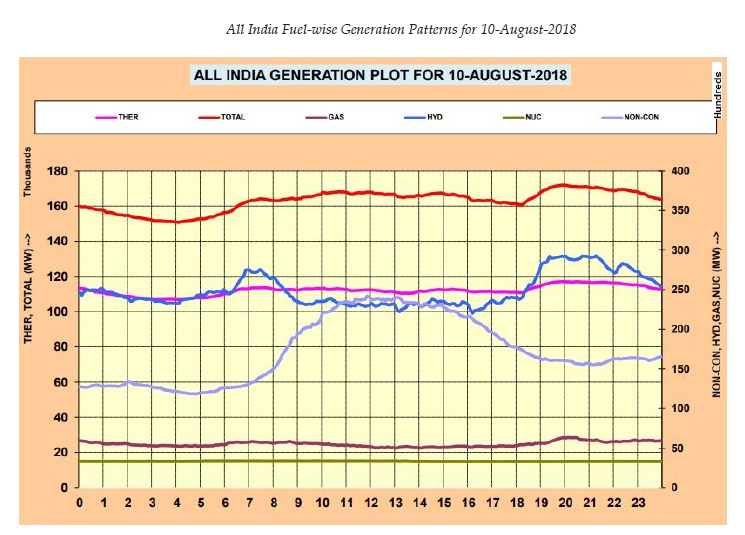 All India Fuel-wise Generation Patterns for 10-August-2018
ALL INDIA GENERATION PLOT FOR 10-AUGUST-2018
Hundreds
THER TOTAL GAS HYD NUC NON-CON
Thousands
THER, TOTAL (MW) -->
180
160
140
120
100
80
60
40
20
0
400
350
300
250
200
150
100
50
0
NON-CON, HYD,GAS,NUC (MW) -->
0 1 2 3 4 5 6 7 8 9 10 11 12 13 14 15 16 17 18 19 20 21 22 23